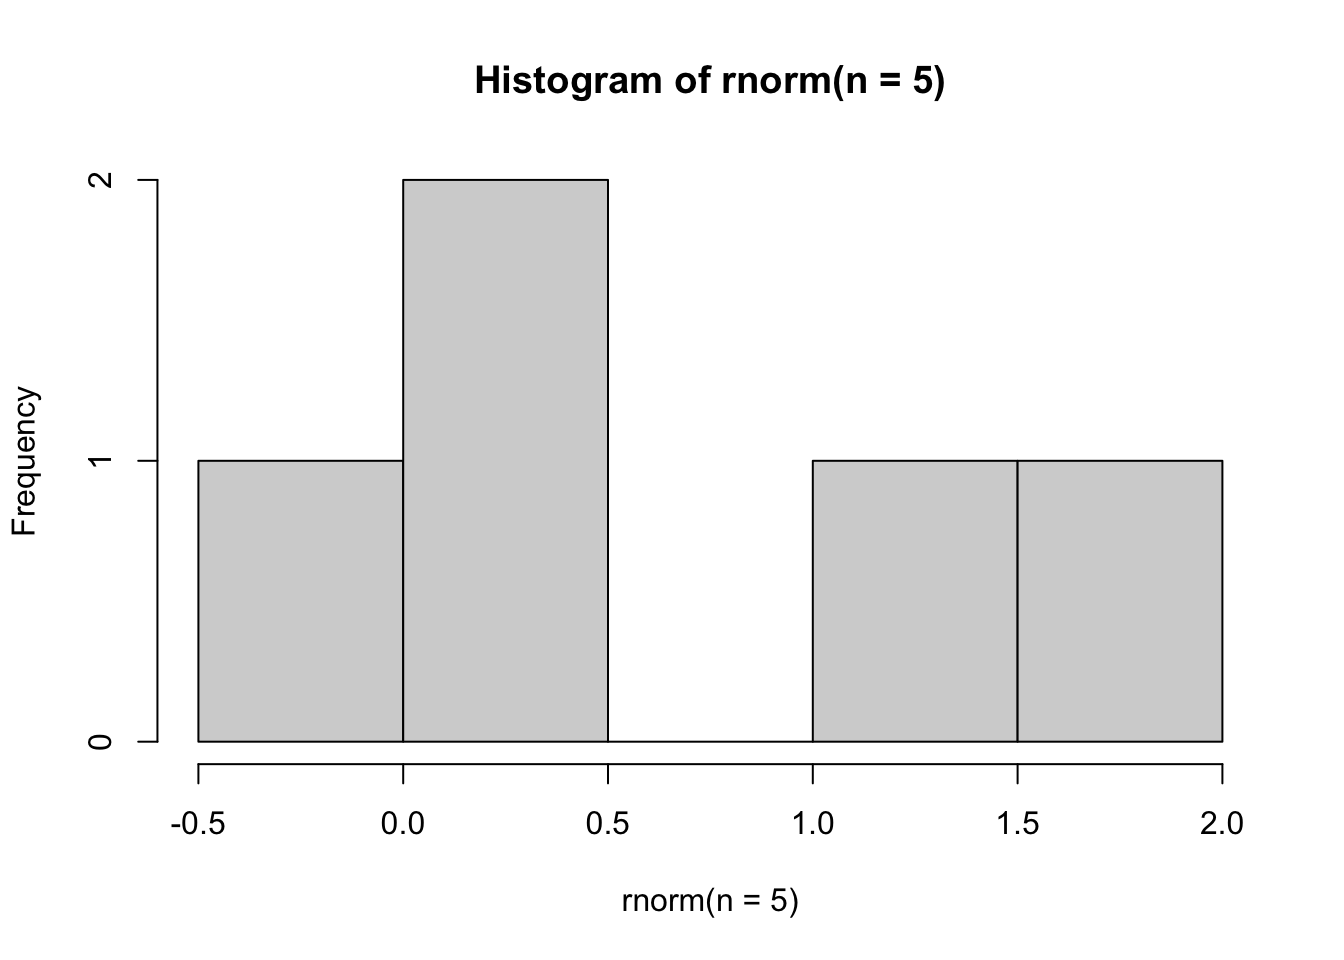 Histogram of rnorm(n = 5)
Frequency
2
1
0
-0.5 0.0 0.5 1.0 1.5 2.0
rnorm(n = 5)